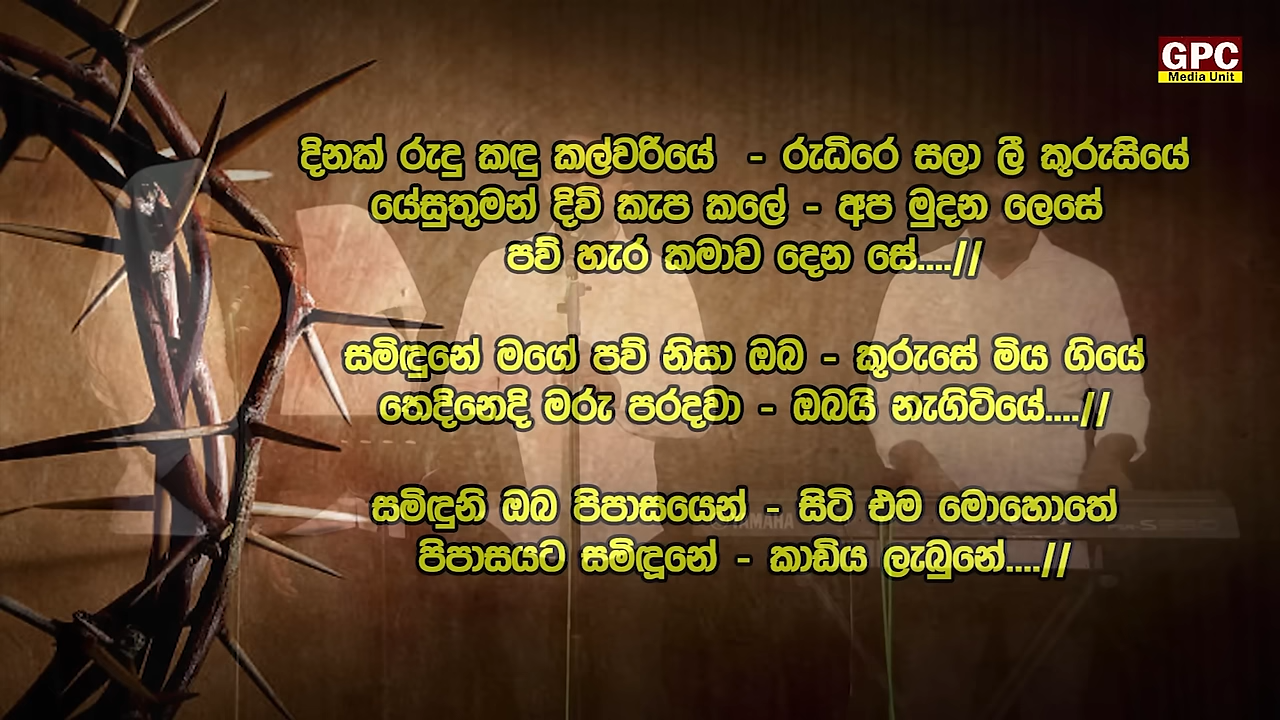 GPC
Media Unit
දිනක් රුදු කඳු කල්වරියේ - රුධිරෙ සලා ලී කුරුසියේ
යේසුතුමන් දිවි කැප කලේ - අප මුදන ලෙසේ
පව් හැර කමාව දෙන සේ....//
සමිඳුනේ මගේ පව් නිසා ඔබ - කුරුසේ මිය ගියේ
තෙදිනෙදි මරු පරදවා - ඔබයි නැගිටියේ....//
සමිඳුනි ඔබ පිපාසයෙන් - සිටි එම මොහොතේ
YAMAHA
පිපාසයට සමිඳූනේ - කාඩිය ලැබුනේ....//